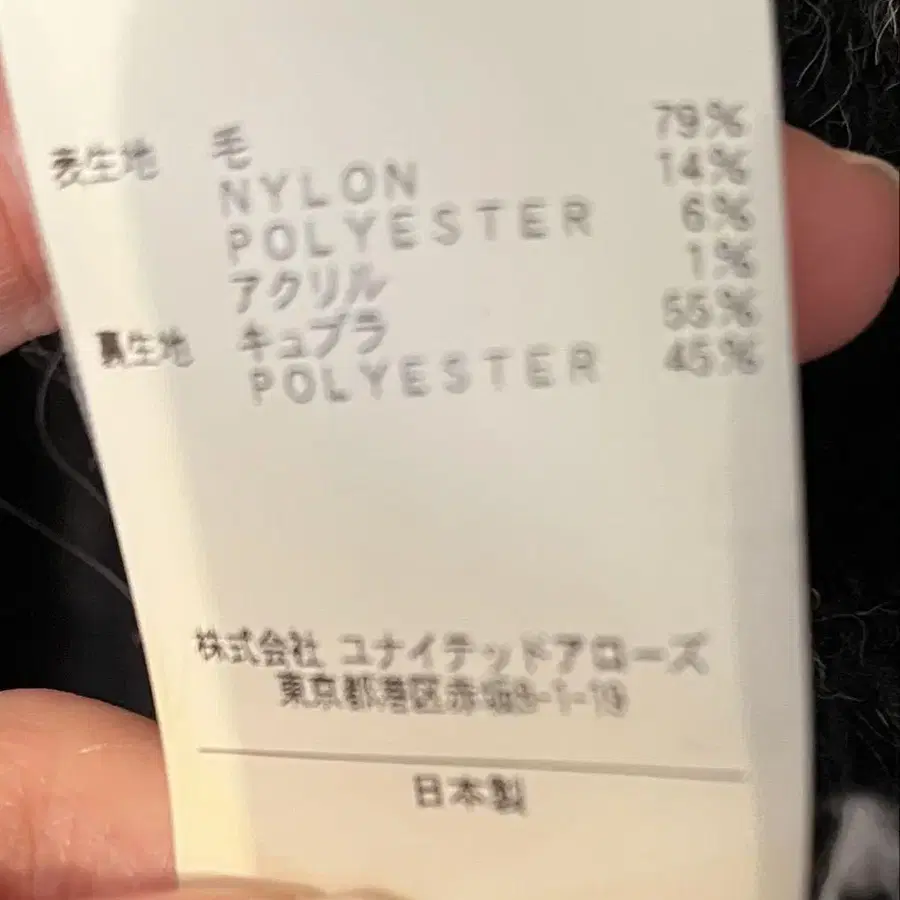 表生地 毛 79%
NYLON 14%
POLYESTER 6%
アクリル 1%
裏生地 キュプラ 55%
POLYESTER 45%
株式会社 ユナイテッドアローズ
東京都港区赤坂8-1-19
日本製